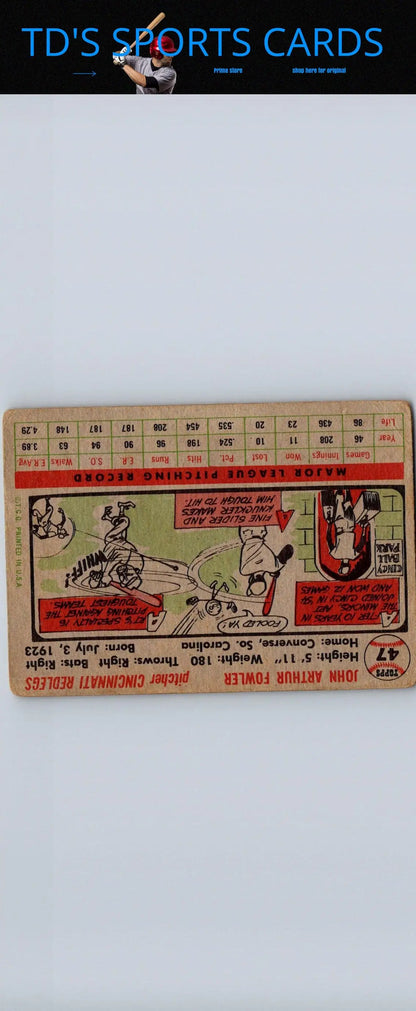 TD'S SPORTS CARDS
Prime store
shop here for original
47
TOPPS
JOHN ARTHUR FOWLER
pitcher CINCINNATI REDLEGS
Height: 5' 11" Weight: 180 Throws: Right Bats: Right
Home: Converse, So. Carolina Born: July 3, 1923
AFTER 10 YEARS IN
THE MINORS, ART
JOINED CINCY IN '54
AND WON 12 GAMES
CINCY
BALL
PARK
FOOLED YA!
FINE SLIDER AND
KNUCKLER MAKES
HIM TOUGH TO HIT.
ART'S SPECIALTY IS
PITCHING AGAINST THE
TOUGHEST TEAMS
WHIFF!
MAJOR LEAGUE PITCHING RECORD
Games Innings Won Lost Pct. Hits Runs E.R. S.O. Walks E.R.Avg
Year 46 208 11 10 .524 198 96 90 94 63 3.89
Life 86 436 23 20 .535 454 208 187 187 148 4.29
©T.C.G. PRINTED IN U.S.A.